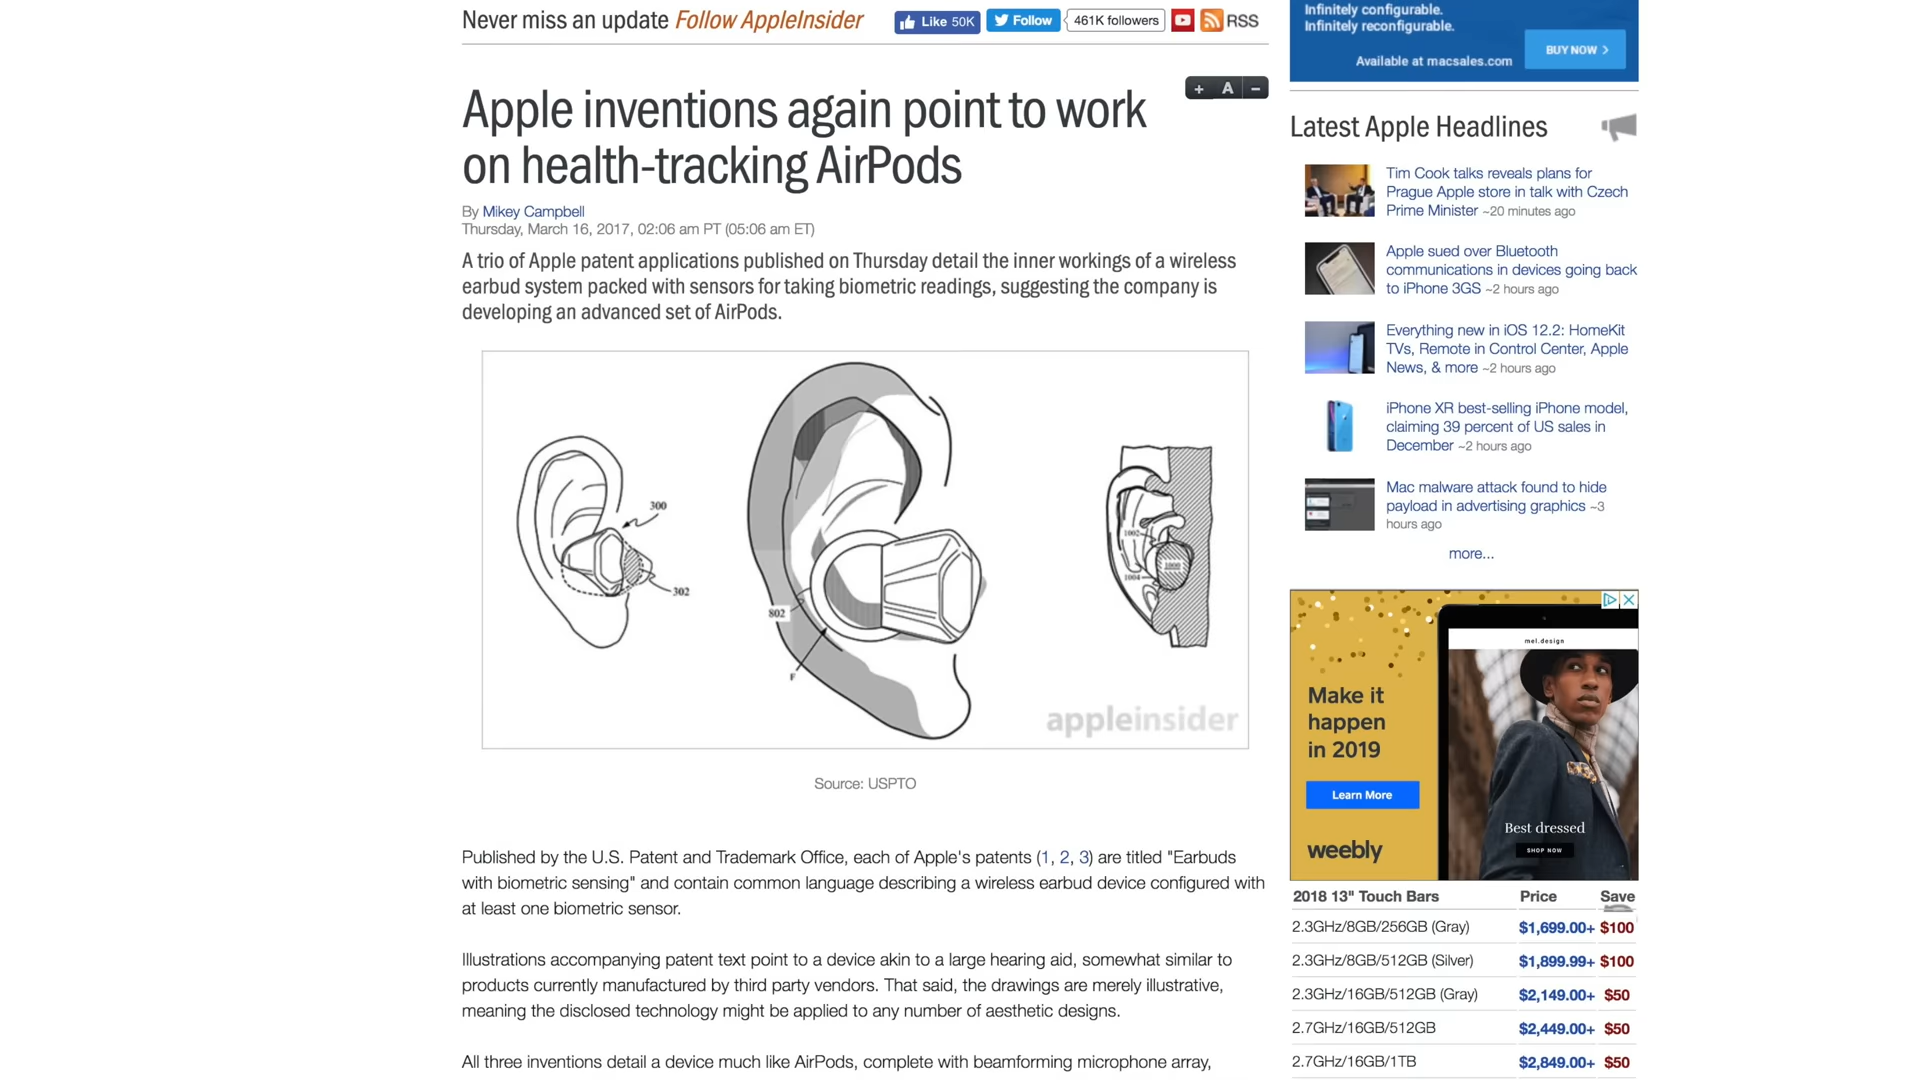 Never miss an update Follow AppleInsider
Like 50K
Follow
461K followers
RSS
Apple inventions again point to work
on health-tracking AirPods
+ A −
By Mikey Campbell
Thursday, March 16, 2017, 02:06 am PT (05:06 am ET)
A trio of Apple patent applications published on Thursday detail the inner workings of a wireless
earbud system packed with sensors for taking biometric readings, suggesting the company is
developing an advanced set of AirPods.
300
302
802
F
1002
1000
1004
appleinsider
Source: USPTO
Published by the U.S. Patent and Trademark Office, each of Apple's patents (1, 2, 3) are titled "Earbuds
with biometric sensing" and contain common language describing a wireless earbud device configured with
at least one biometric sensor.
Illustrations accompanying patent text point to a device akin to a large hearing aid, somewhat similar to
products currently manufactured by third party vendors. That said, the drawings are merely illustrative,
meaning the disclosed technology might be applied to any number of aesthetic designs.
All three inventions detail a device much like AirPods, complete with beamforming microphone array,
Infinitely configurable.
Infinitely reconfigurable.
Available at macsales.com
BUY NOW >
Latest Apple Headlines
Tim Cook talks reveals plans for
Prague Apple store in talk with Czech
Prime Minister ~20 minutes ago
Apple sued over Bluetooth
communications in devices going back
to iPhone 3GS ~2 hours ago
Everything new in iOS 12.2: HomeKit
TVs, Remote in Control Center, Apple
News, & more ~2 hours ago
iPhone XR best-selling iPhone model,
claiming 39 percent of US sales in
December ~2 hours ago
Mac malware attack found to hide
payload in advertising graphics ~3
hours ago
more...
mel.design
Make it
happen
in 2019
Learn More
weebly
Best dressed
SHOP NOW
2018 13" Touch Bars Price Save
2.3GHz/8GB/256GB (Gray) $1,699.00+ $100
2.3GHz/8GB/512GB (Silver) $1,899.99+ $100
2.3GHz/16GB/512GB (Gray) $2,149.00+ $50
2.7GHz/16GB/512GB $2,449.00+ $50
2.7GHz/16GB/1TB $2,849.00+ $50